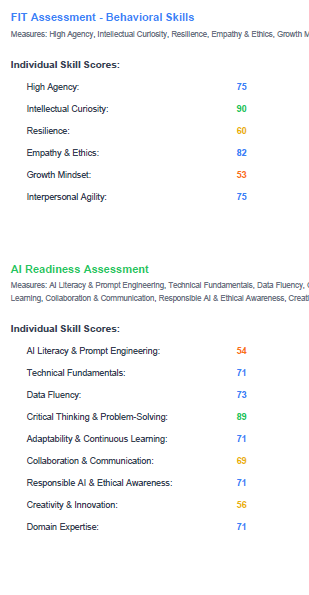 FIT Assessment - Behavioral Skills
Measures: High Agency, Intellectual Curiosity, Resilience, Empathy & Ethics, Growth M
Individual Skill Scores:
High Agency: 75
Intellectual Curiosity: 90
Resilience: 60
Empathy & Ethics: 82
Growth Mindset: 53
Interpersonal Agility: 75
AI Readiness Assessment
Measures: AI Literacy & Prompt Engineering, Technical Fundamentals, Data Fluency,
Learning, Collaboration & Communication, Responsible AI & Ethical Awareness, Creati
Individual Skill Scores:
AI Literacy & Prompt Engineering: 54
Technical Fundamentals: 71
Data Fluency: 73
Critical Thinking & Problem-Solving: 89
Adaptability & Continuous Learning: 71
Collaboration & Communication: 69
Responsible AI & Ethical Awareness: 71
Creativity & Innovation: 56
Domain Expertise: 71